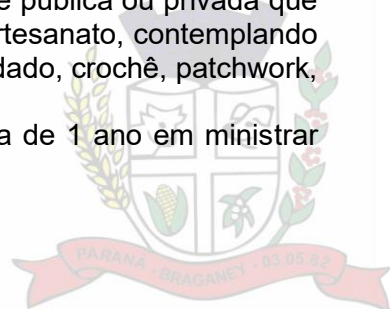 e pública ou privada que
rtesanato, contemplando
dado, crochê, patchwork,
a de 1 ano em ministrar
PARANÁ - BRAGANEY - 03.05.82